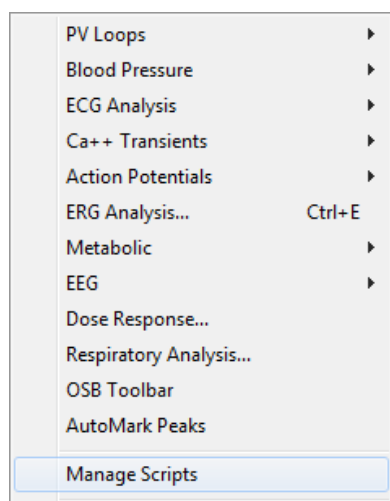 PV Loops
Blood Pressure
ECG Analysis
Ca++ Transients
Action Potentials
ERG Analysis... Ctrl+E
Metabolic
EEG
Dose Response...
Respiratory Analysis...
OSB Toolbar
AutoMark Peaks
Manage Scripts